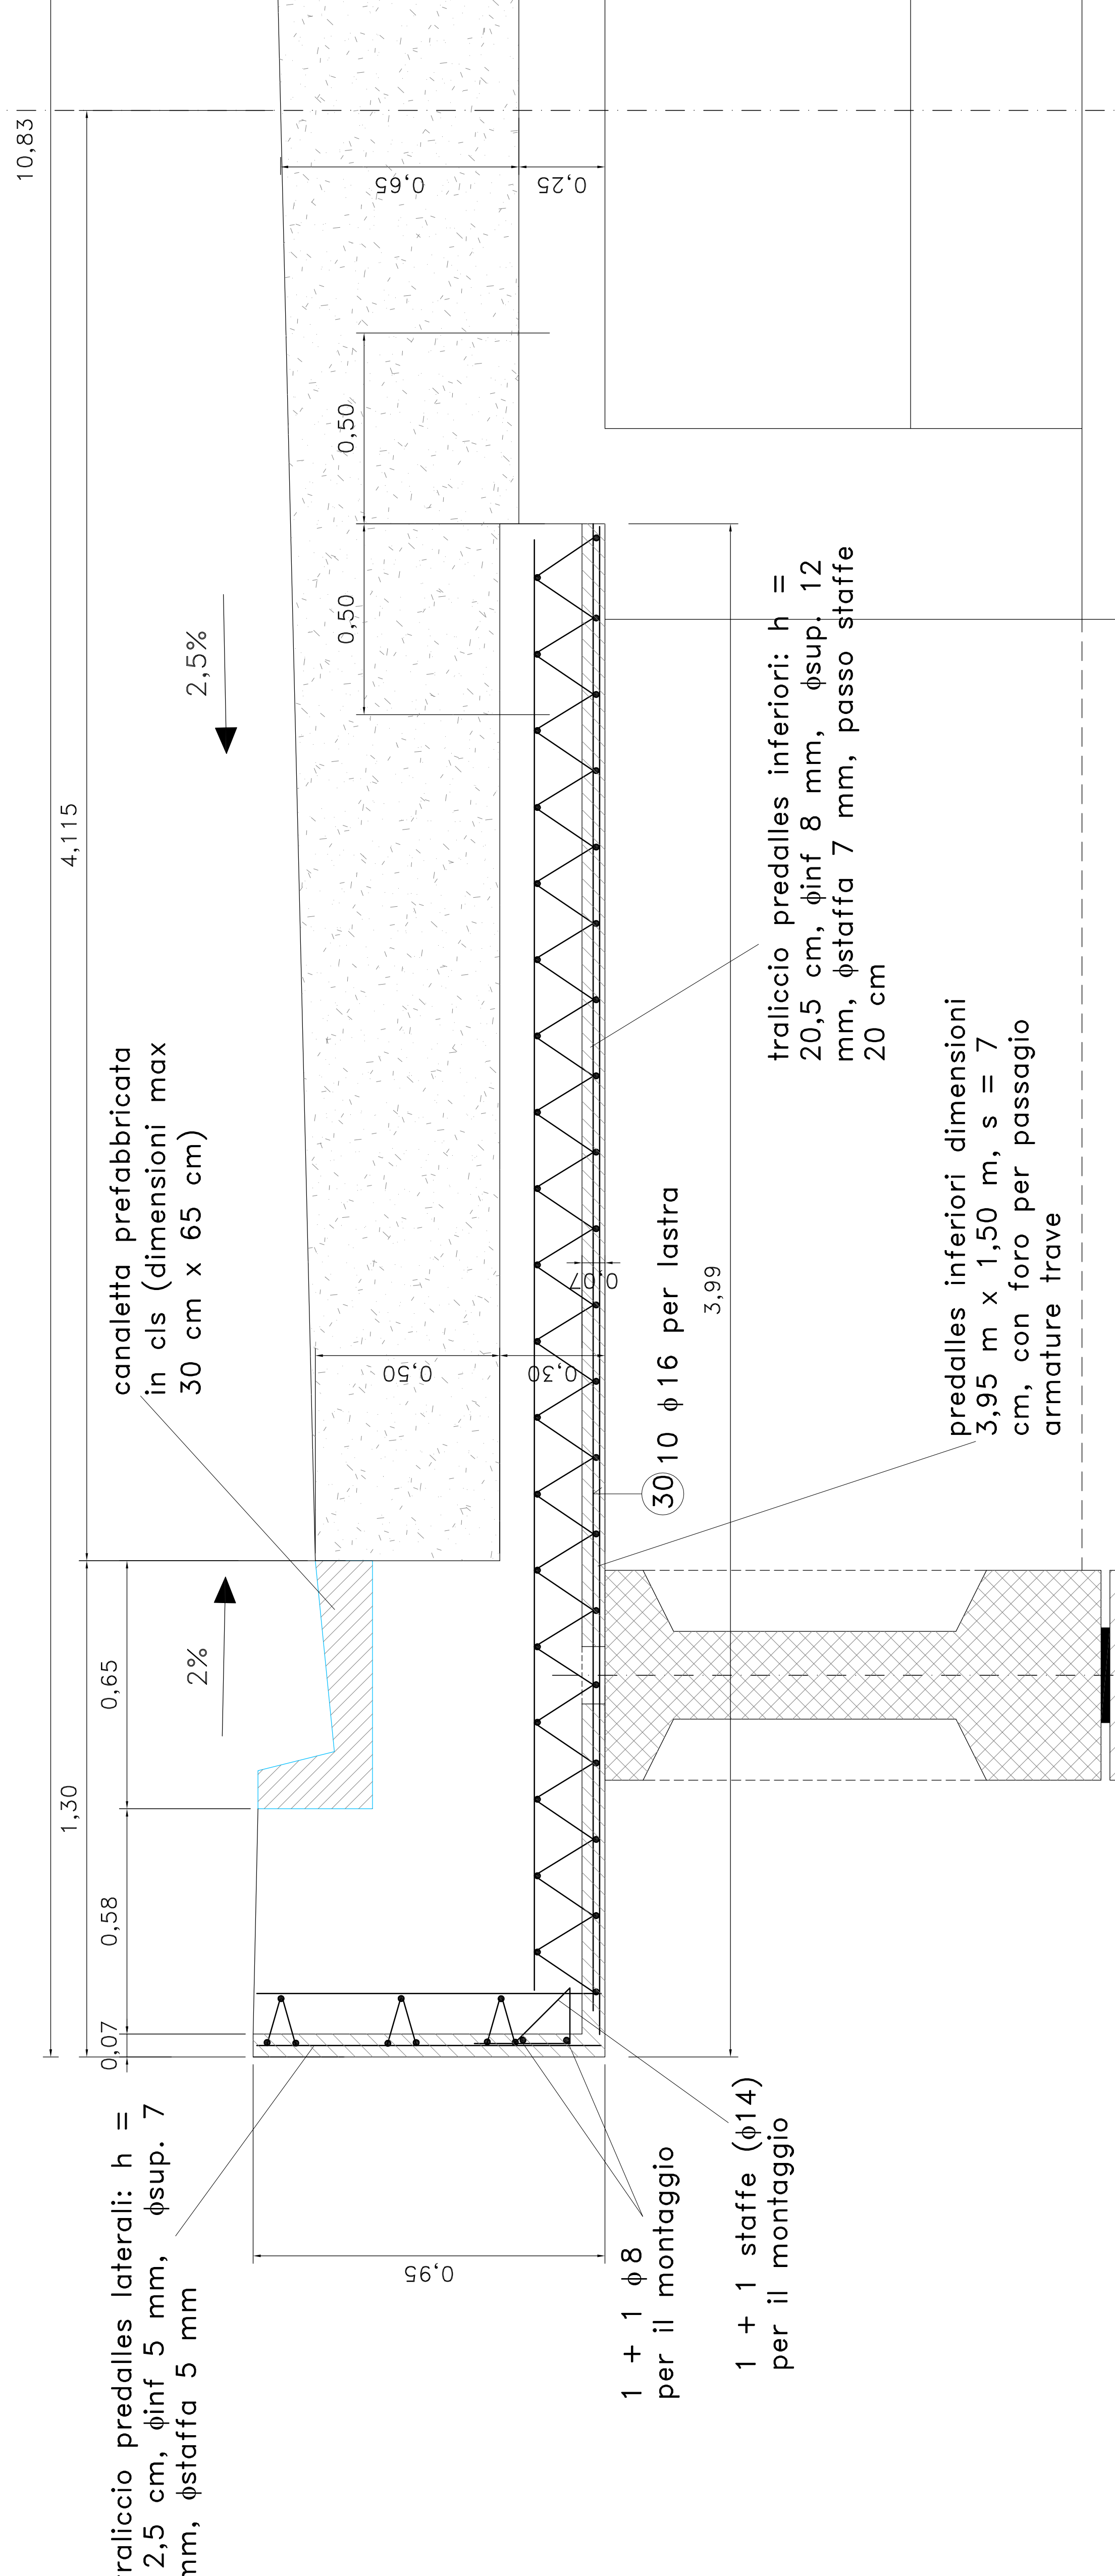 traliccio predalles laterali: h =
2,5 cm, ϕinf 5 mm, ϕsup. 7
mm, ϕstaffa 5 mm
canaletta prefabbricata
in cls (dimensioni max
30 cm x 65 cm)
10,83
4,115
1,30
0,07
0,58
0,65
2%
2,5%
0,65
0,25
0,50
0,50
0,50
0,30
0,07
0,95
3,99
30
10 ϕ 16 per lastra
1 + 1 ϕ 8
per il montaggio
1 + 1 staffe (ϕ14)
per il montaggio
traliccio predalles inferiori: h =
20,5 cm, ϕinf 8 mm, ϕsup. 12
mm, ϕstaffa 7 mm, passo staffe
20 cm
predalles inferiori dimensioni
3,95 m x 1,50 m, s = 7
cm, con foro per passagio
armature trave